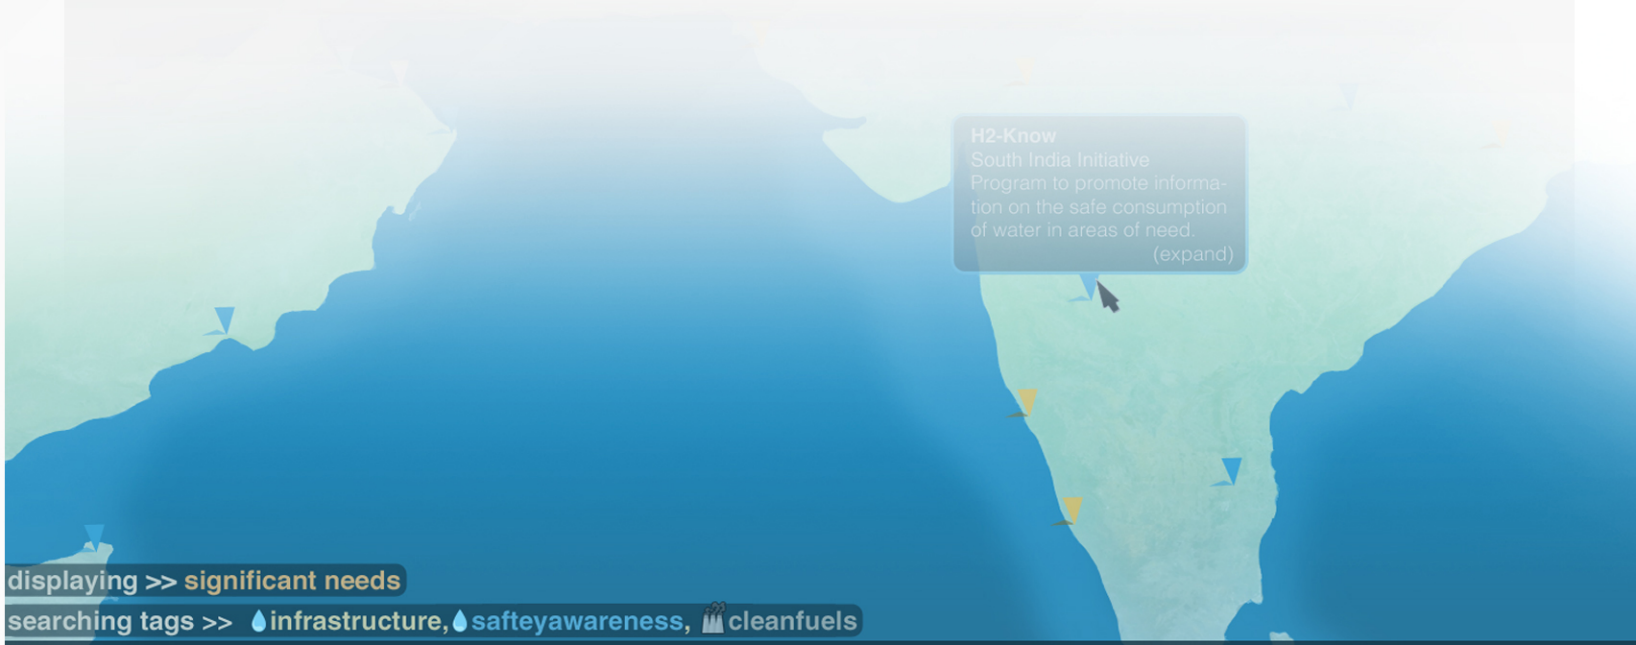 H2-Know
South India Initiative
Program to promote informa-
tion on the safe consumption
of water in areas of need.
(expand)
displaying >> significant needs
searching tags >> infrastructure, safteyawareness, cleanfuels